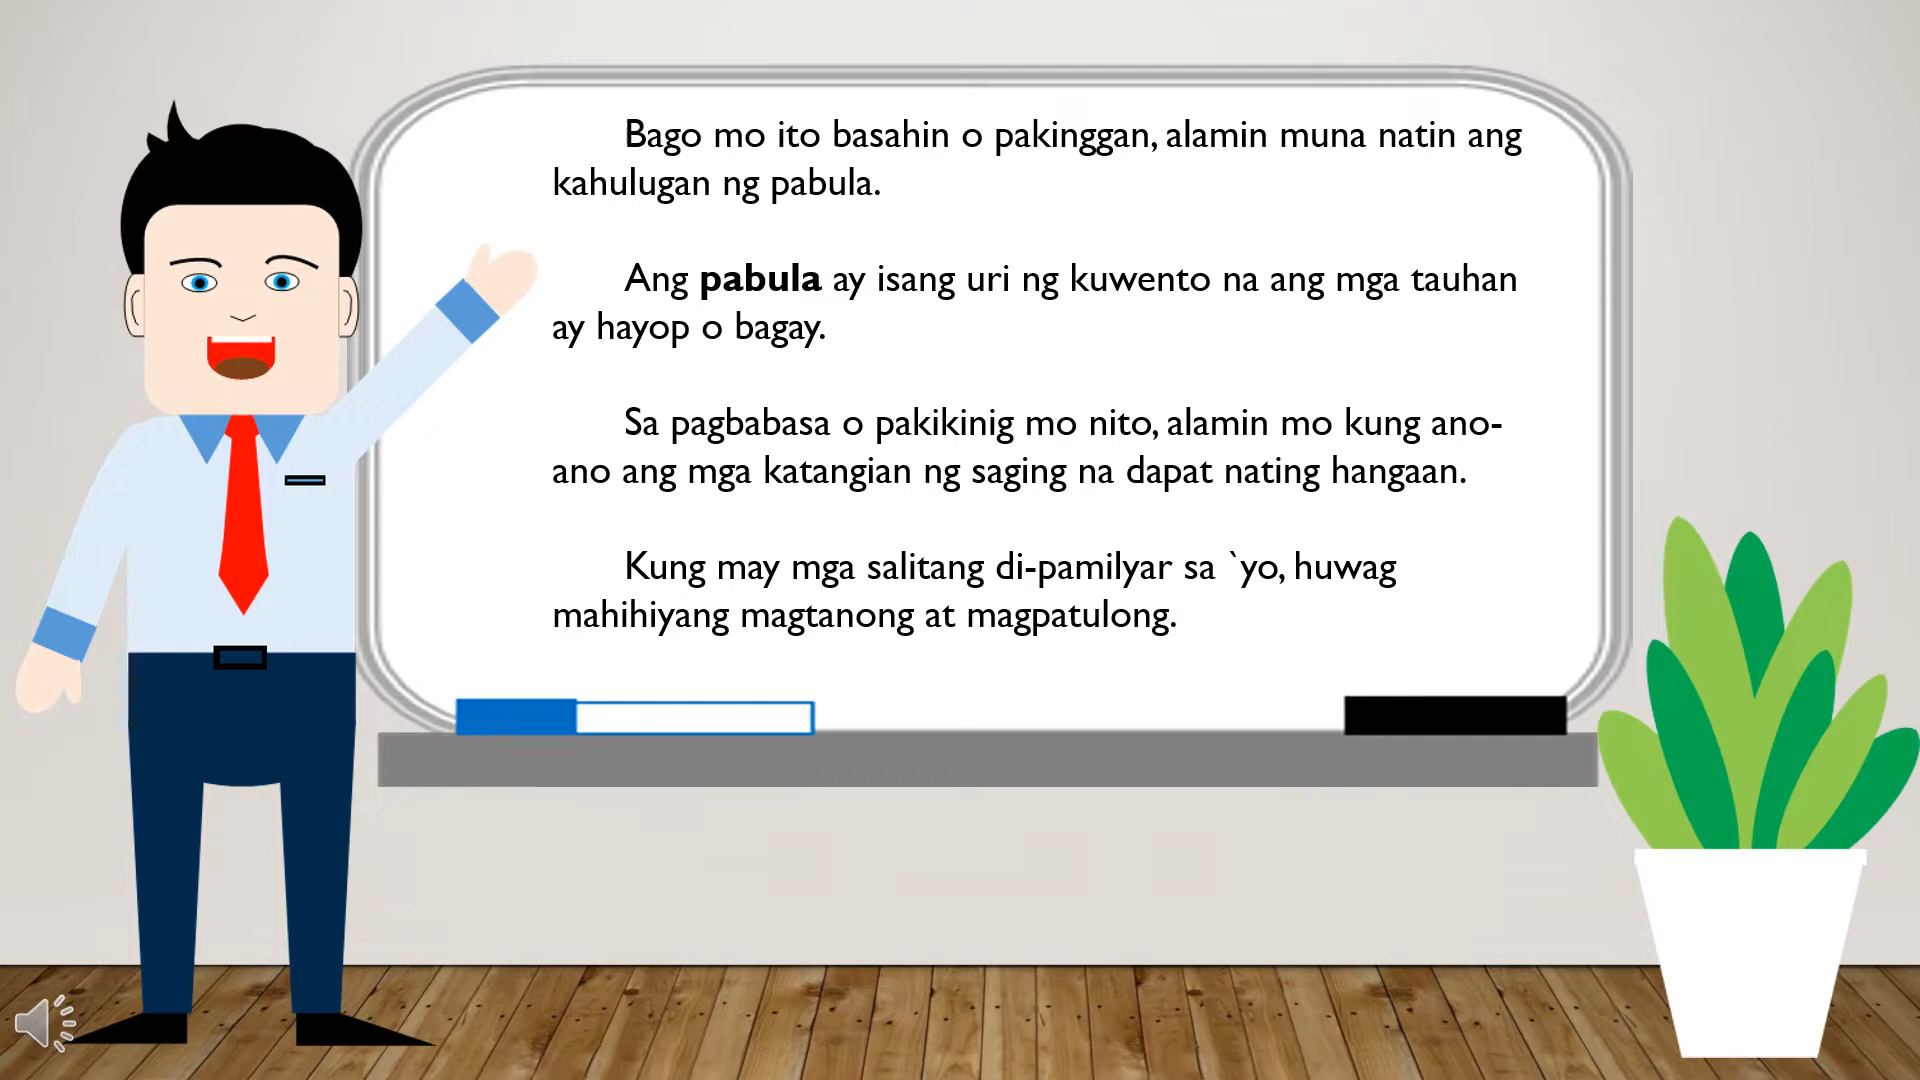 Bago mo ito basahin o pakinggan, alamin muna natin ang
kahulugan ng pabula.
Ang pabula ay isang uri ng kuwento na ang mga tauhan
ay hayop o bagay.
Sa pagbabasa o pakikinig mo nito, alamin mo kung ano-
ano ang mga katangian ng saging na dapat nating hangaan.
Kung may mga salitang di-pamilyar sa `yo, huwag
mahihiyang magtanong at magpatulong.